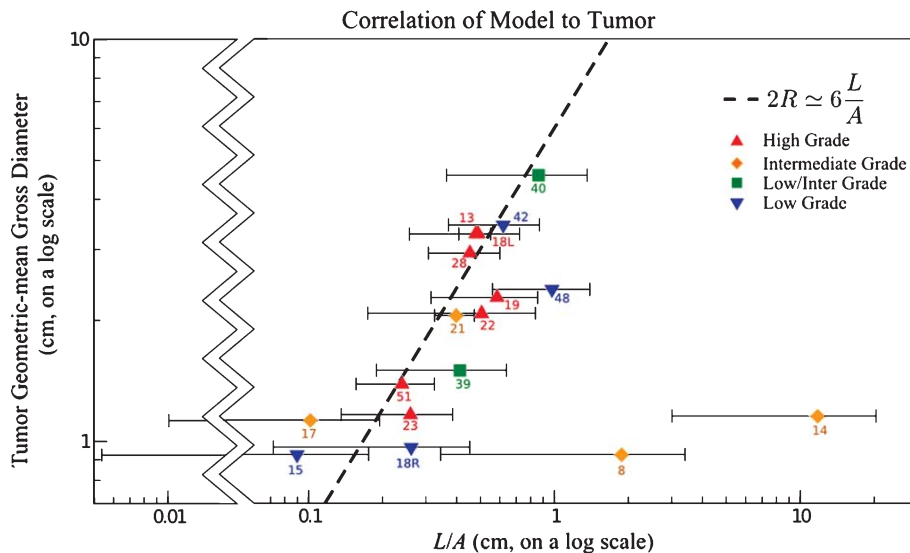 Correlation of Model to Tumor
Tumor Geometric-mean Gross Diameter
(cm, on a log scale)
10
1
2R ≃ 6 L/A
High Grade
Intermediate Grade
Low/Inter Grade
Low Grade
40
13
42
18L
28
19
48
21
22
39
51
23
17
14
15
18R
8
0.01
0.1
1
10
L/A (cm, on a log scale)